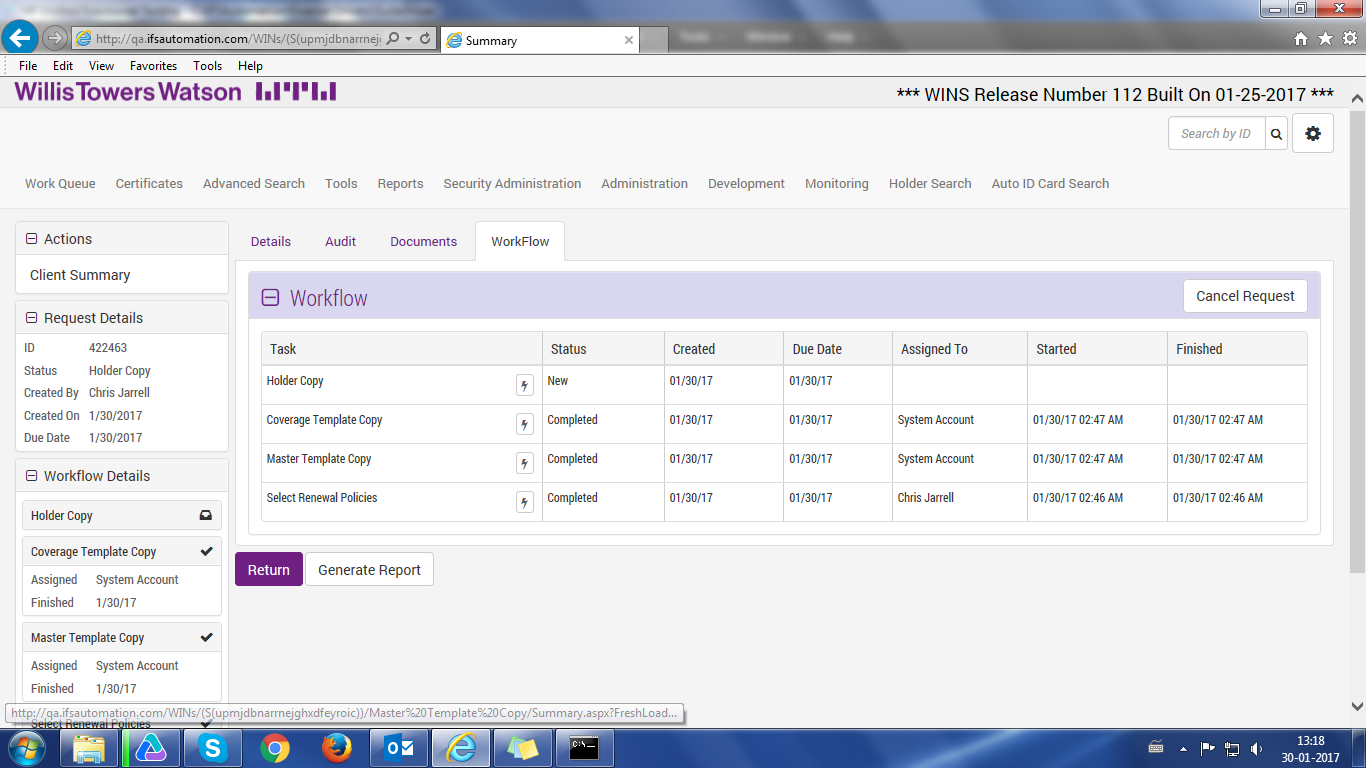 http://qa.ifsautomation.com/WINs/(S(upmjdbnarrnejg
Summary
File Edit View Favorites Tools Help
WillisTowersWatson
*** WINS Release Number 112 Built On 01-25-2017 ***
Search by ID
Work Queue Certificates Advanced Search Tools Reports Security Administration Administration Development Monitoring Holder Search Auto ID Card Search
Actions
Client Summary
Request Details
ID 422463
Status Holder Copy
Created By Chris Jarrell
Created On 1/30/2017
Due Date 1/30/2017
Workflow Details
Holder Copy
Coverage Template Copy
Assigned System Account
Finished 1/30/17
Master Template Copy
Assigned System Account
Finished 1/30/17
Select Renewal Policies
Details Audit Documents WorkFlow
Workflow
Cancel Request
Task Status Created Due Date Assigned To Started Finished
Holder Copy New 01/30/17 01/30/17
Coverage Template Copy Completed 01/30/17 01/30/17 System Account 01/30/17 02:47 AM 01/30/17 02:47 AM
Master Template Copy Completed 01/30/17 01/30/17 System Account 01/30/17 02:47 AM 01/30/17 02:47 AM
Select Renewal Policies Completed 01/30/17 01/30/17 Chris Jarrell 01/30/17 02:46 AM 01/30/17 02:46 AM
Return Generate Report
http://qa.ifsautomation.com/WINs/(S(upmjdbnarrnejghxdfeyroic))/Master%20Template%20Copy/Summary.aspx?FreshLoad...
13:18
30-01-2017